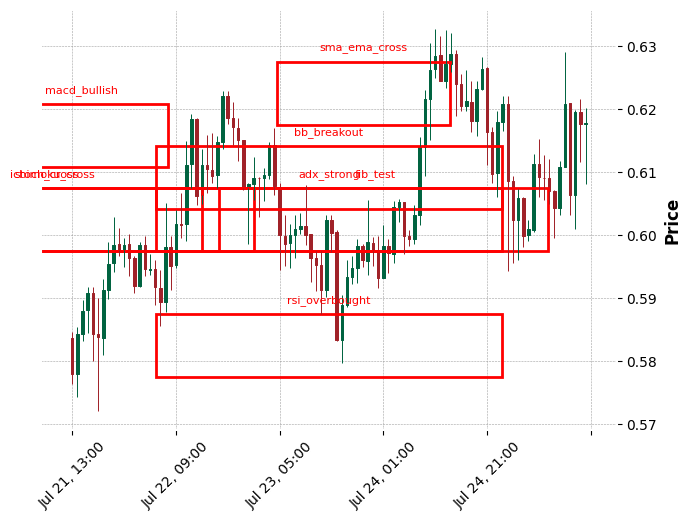 sma_ema_cross
macd_bullish
bb_breakout
adx_strong
fib_test
rsi_overbought
0.63
0.62
0.61
0.60
0.59
0.58
0.57
Price
Jul 21, 13:00
Jul 22, 09:00
Jul 23, 05:00
Jul 24, 01:00
Jul 24, 21:00